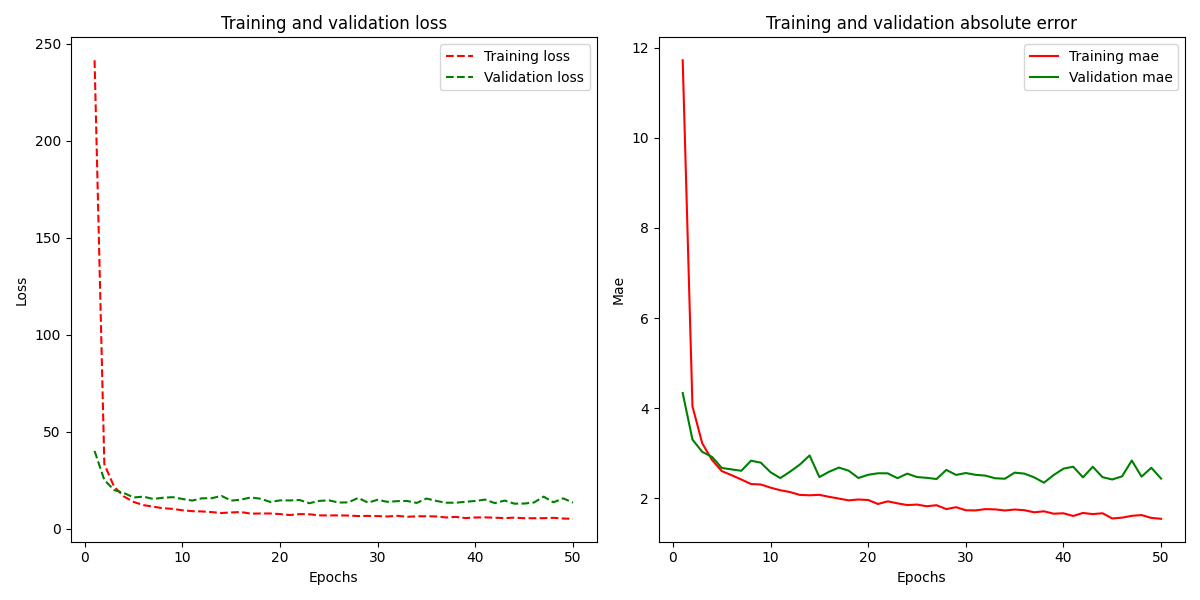 Training and validation loss
250
200
150
100
50
0
Loss
0 10 20 30 40 50
Epochs
Training loss
Validation loss
Training and validation absolute error
12
10
8
6
4
2
Mae
0 10 20 30 40 50
Epochs
Training mae
Validation mae